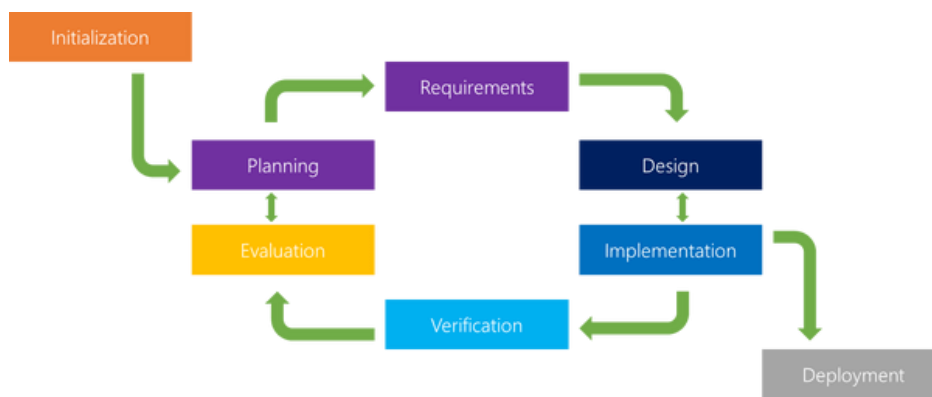 Initialization
Requirements
Planning
Design
Evaluation
Implementation
Verification
Deployment